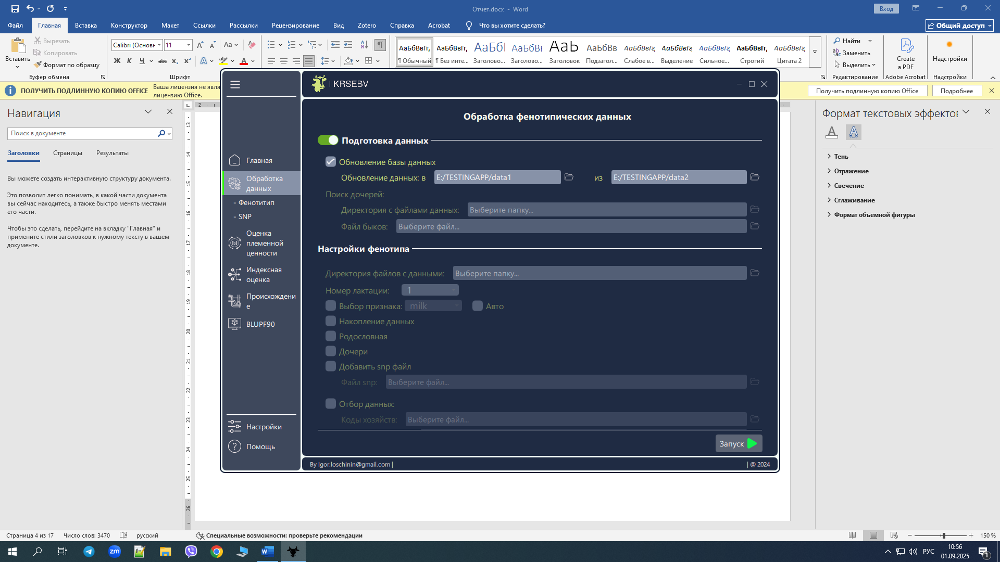 Отчет.docx - Word
Вход
Файл
Главная
Вставка
Конструктор
Макет
Ссылки
Рассылки
Рецензирование
Вид
Zotero
Справка
Acrobat
Что вы хотите сделать?
Общий доступ
Вставить
Вырезать
Копировать
Формат по образцу
Буфер обмена
Calibri (Основн
11
Шрифт
АаБбВвГг,
¶ Обычный
АаБбВвГг,
¶ Без инте...
АаБбІ
Заголово...
АаБбВі
Заголово...
АаЬ
Заголовок
АаБбВв
Подзагол...
АаБбВвГг
Слабое в...
АаБбВвГг
Выделение
АаБбВвГг
Сильное...
АаБбВвГг,
Строгий
АаБбВвГг
Цитата 2
Найти
Заменить
Выделить
Редактирование
Create
a PDF
Adobe Acrobat
Настройки
Настройки
ПОЛУЧИТЬ ПОДЛИННУЮ КОПИЮ OFFICE
Ваша лицензия не явля
лицензию Office.
Получить подлинную копию Office
Подробнее
Навигация
Поиск в документе
Заголовки
Страницы
Результаты
Вы можете создать интерактивную структуру документа.
Это позволит легко понимать, в какой части документа
вы сейчас находитесь, а также быстро менять местами
его части.
Чтобы это сделать, перейдите на вкладку "Главная" и
примените стили заголовков к нужному тексту в вашем
документе.
| KRSEBV
Главная
Обработка
данных
- Фенотитип
- SNP
Оценка
племенной
ценности
Индексная
оценка
Происхождени
е
BLUPF90
Настройки
Помощь
Обработка фенотипических данных
Подготовка данных
Обновление базы данных
Обновление данных: в
E:/TESTINGAPP/data1
из
E:/TESTINGAPP/data2
Поиск дочерей:
Директория с файлами данных:
Выберите папку...
Файл быков:
Выберите файл...
Настройки фенотипа
Директория файлов с данными:
Выберите папку...
Номер лактации:
1
Выбор признака:
milk
Авто
Накопление данных
Родословная
Дочери
Добавить snp файл
Файл snp:
Выберите файл...
Отбор данных:
Коды хозяйств:
Выберите файл...
Запуск
By igor.loschinin@gmail.com |
| @ 2024
Формат текстовых эффектов
Тень
Отражение
Свечение
Сглаживание
Формат объемной фигуры
Страница 4 из 17
Число слов: 3470
русский
Специальные возможности: проверьте рекомендации
150 %
РУС
10:56
01.09.2025
1